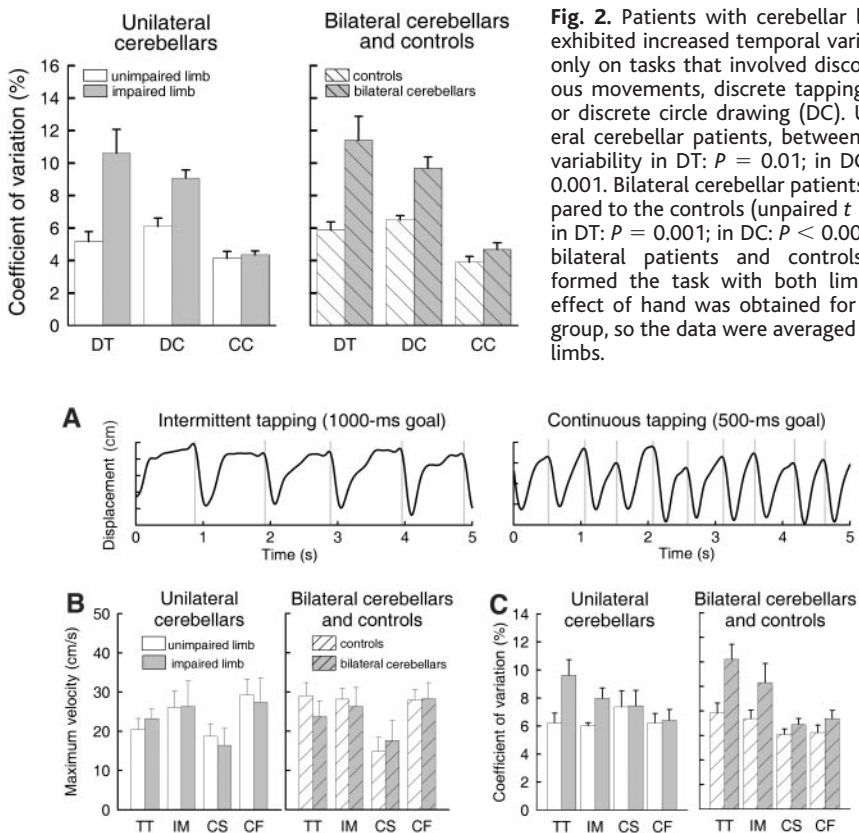 Unilateral
cerebellars
Coefficient of variation (%)
16
14
12
10
8
6
4
2
0
unimpaired limb
impaired limb
DT DC CC
Bilateral cerebellars
and controls
controls
bilateral cerebellars
DT DC CC
Fig. 2. Patients with cerebellar l
exhibited increased temporal vari
only on tasks that involved disco
ous movements, discrete tapping
or discrete circle drawing (DC). U
eral cerebellar patients, between
variability in DT: P = 0.01; in DC
0.001. Bilateral cerebellar patients
pared to the controls (unpaired t
in DT: P = 0.001; in DC: P < 0.00
bilateral patients and controls
formed the task with both lim
effect of hand was obtained for
group, so the data were averaged
limbs.
A
Intermittent tapping (1000-ms goal)
Displacement (cm)
0 1 2 3 4 5
Time (s)
Continuous tapping (500-ms goal)
0 1 2 3 4 5
Time (s)
B
Unilateral
cerebellars
Maximum velocity (cm/s)
50
40
30
20
10
0
unimpaired limb
impaired limb
TT IM CS CF
Bilateral cerebellars
and controls
controls
bilateral cerebellars
TT IM CS CF
C
Unilateral
cerebellars
Coefficient of variation (%)
14
12
10
8
6
4
2
0
TT IM CS CF
Bilateral cerebellars
and controls
TT IM CS CF